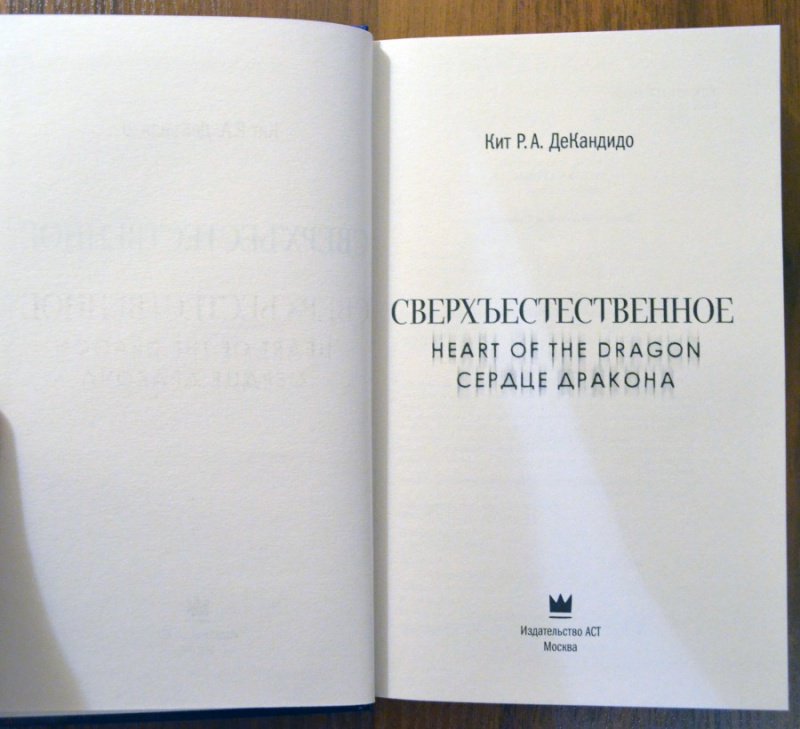 Кит Р. А. ДеКандидо
СВЕРХЪЕСТЕСТВЕННОЕ
HEART OF THE DRAGON
СЕРДЦЕ ДРАКОНА
Издательство АСТ
Москва